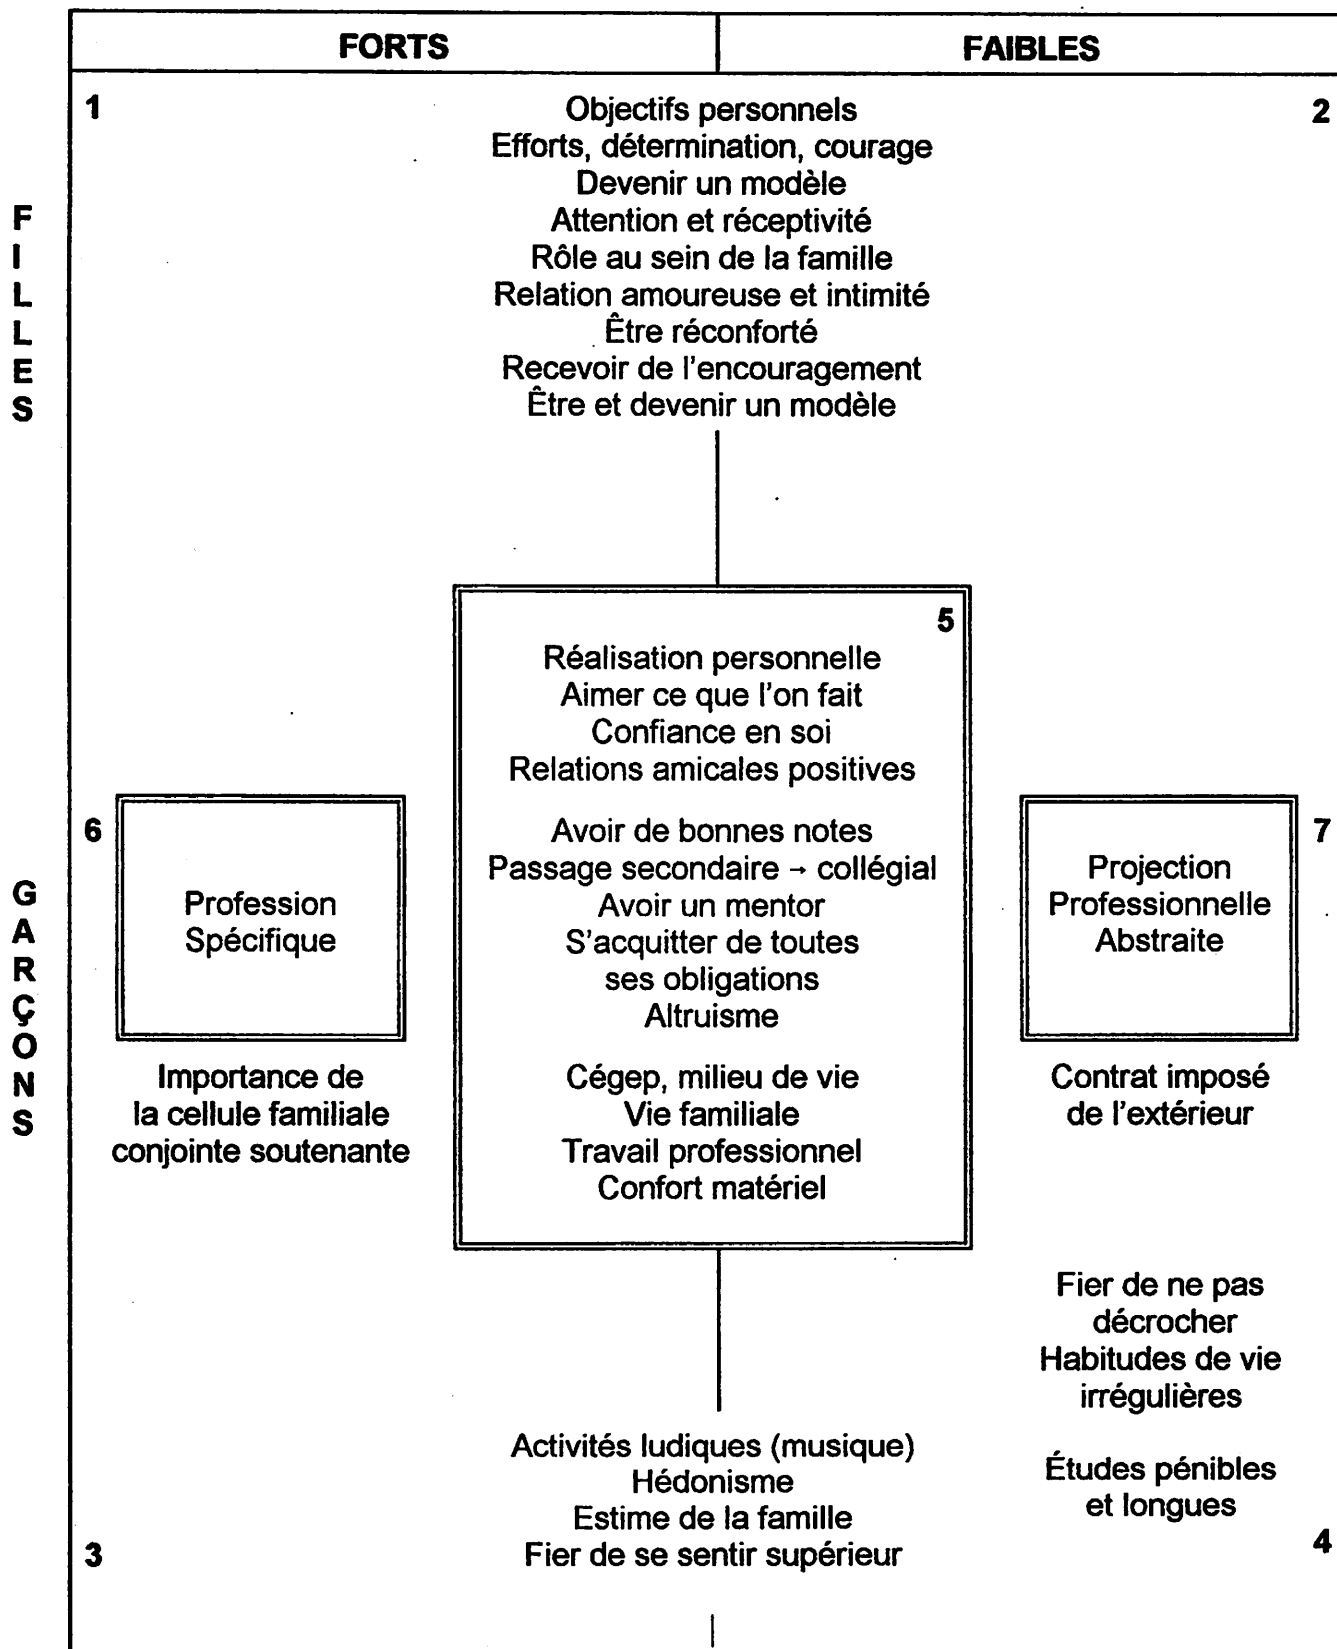 FORTS
FAIBLES
1
2
FILLES
Objectifs personnels
Efforts, détermination, courage
Devenir un modèle
Attention et réceptivité
Rôle au sein de la famille
Relation amoureuse et intimité
Être réconforté
Recevoir de l'encouragement
Être et devenir un modèle
5
Réalisation personnelle
Aimer ce que l'on fait
Confiance en soi
Relations amicales positives
Avoir de bonnes notes
Passage secondaire → collégial
Avoir un mentor
S'acquitter de toutes
ses obligations
Altruisme
Cégep, milieu de vie
Vie familiale
Travail professionnel
Confort matériel
GARÇONS
6
Profession
Spécifique
Importance de
la cellule familiale
conjointe soutenante
7
Projection
Professionnelle
Abstraite
Contrat imposé
de l'extérieur
Fier de ne pas
décrocher
Habitudes de vie
irrégulières
Études pénibles
et longues
Activités ludiques (musique)
Hédonisme
Estime de la famille
Fier de se sentir supérieur
3
4